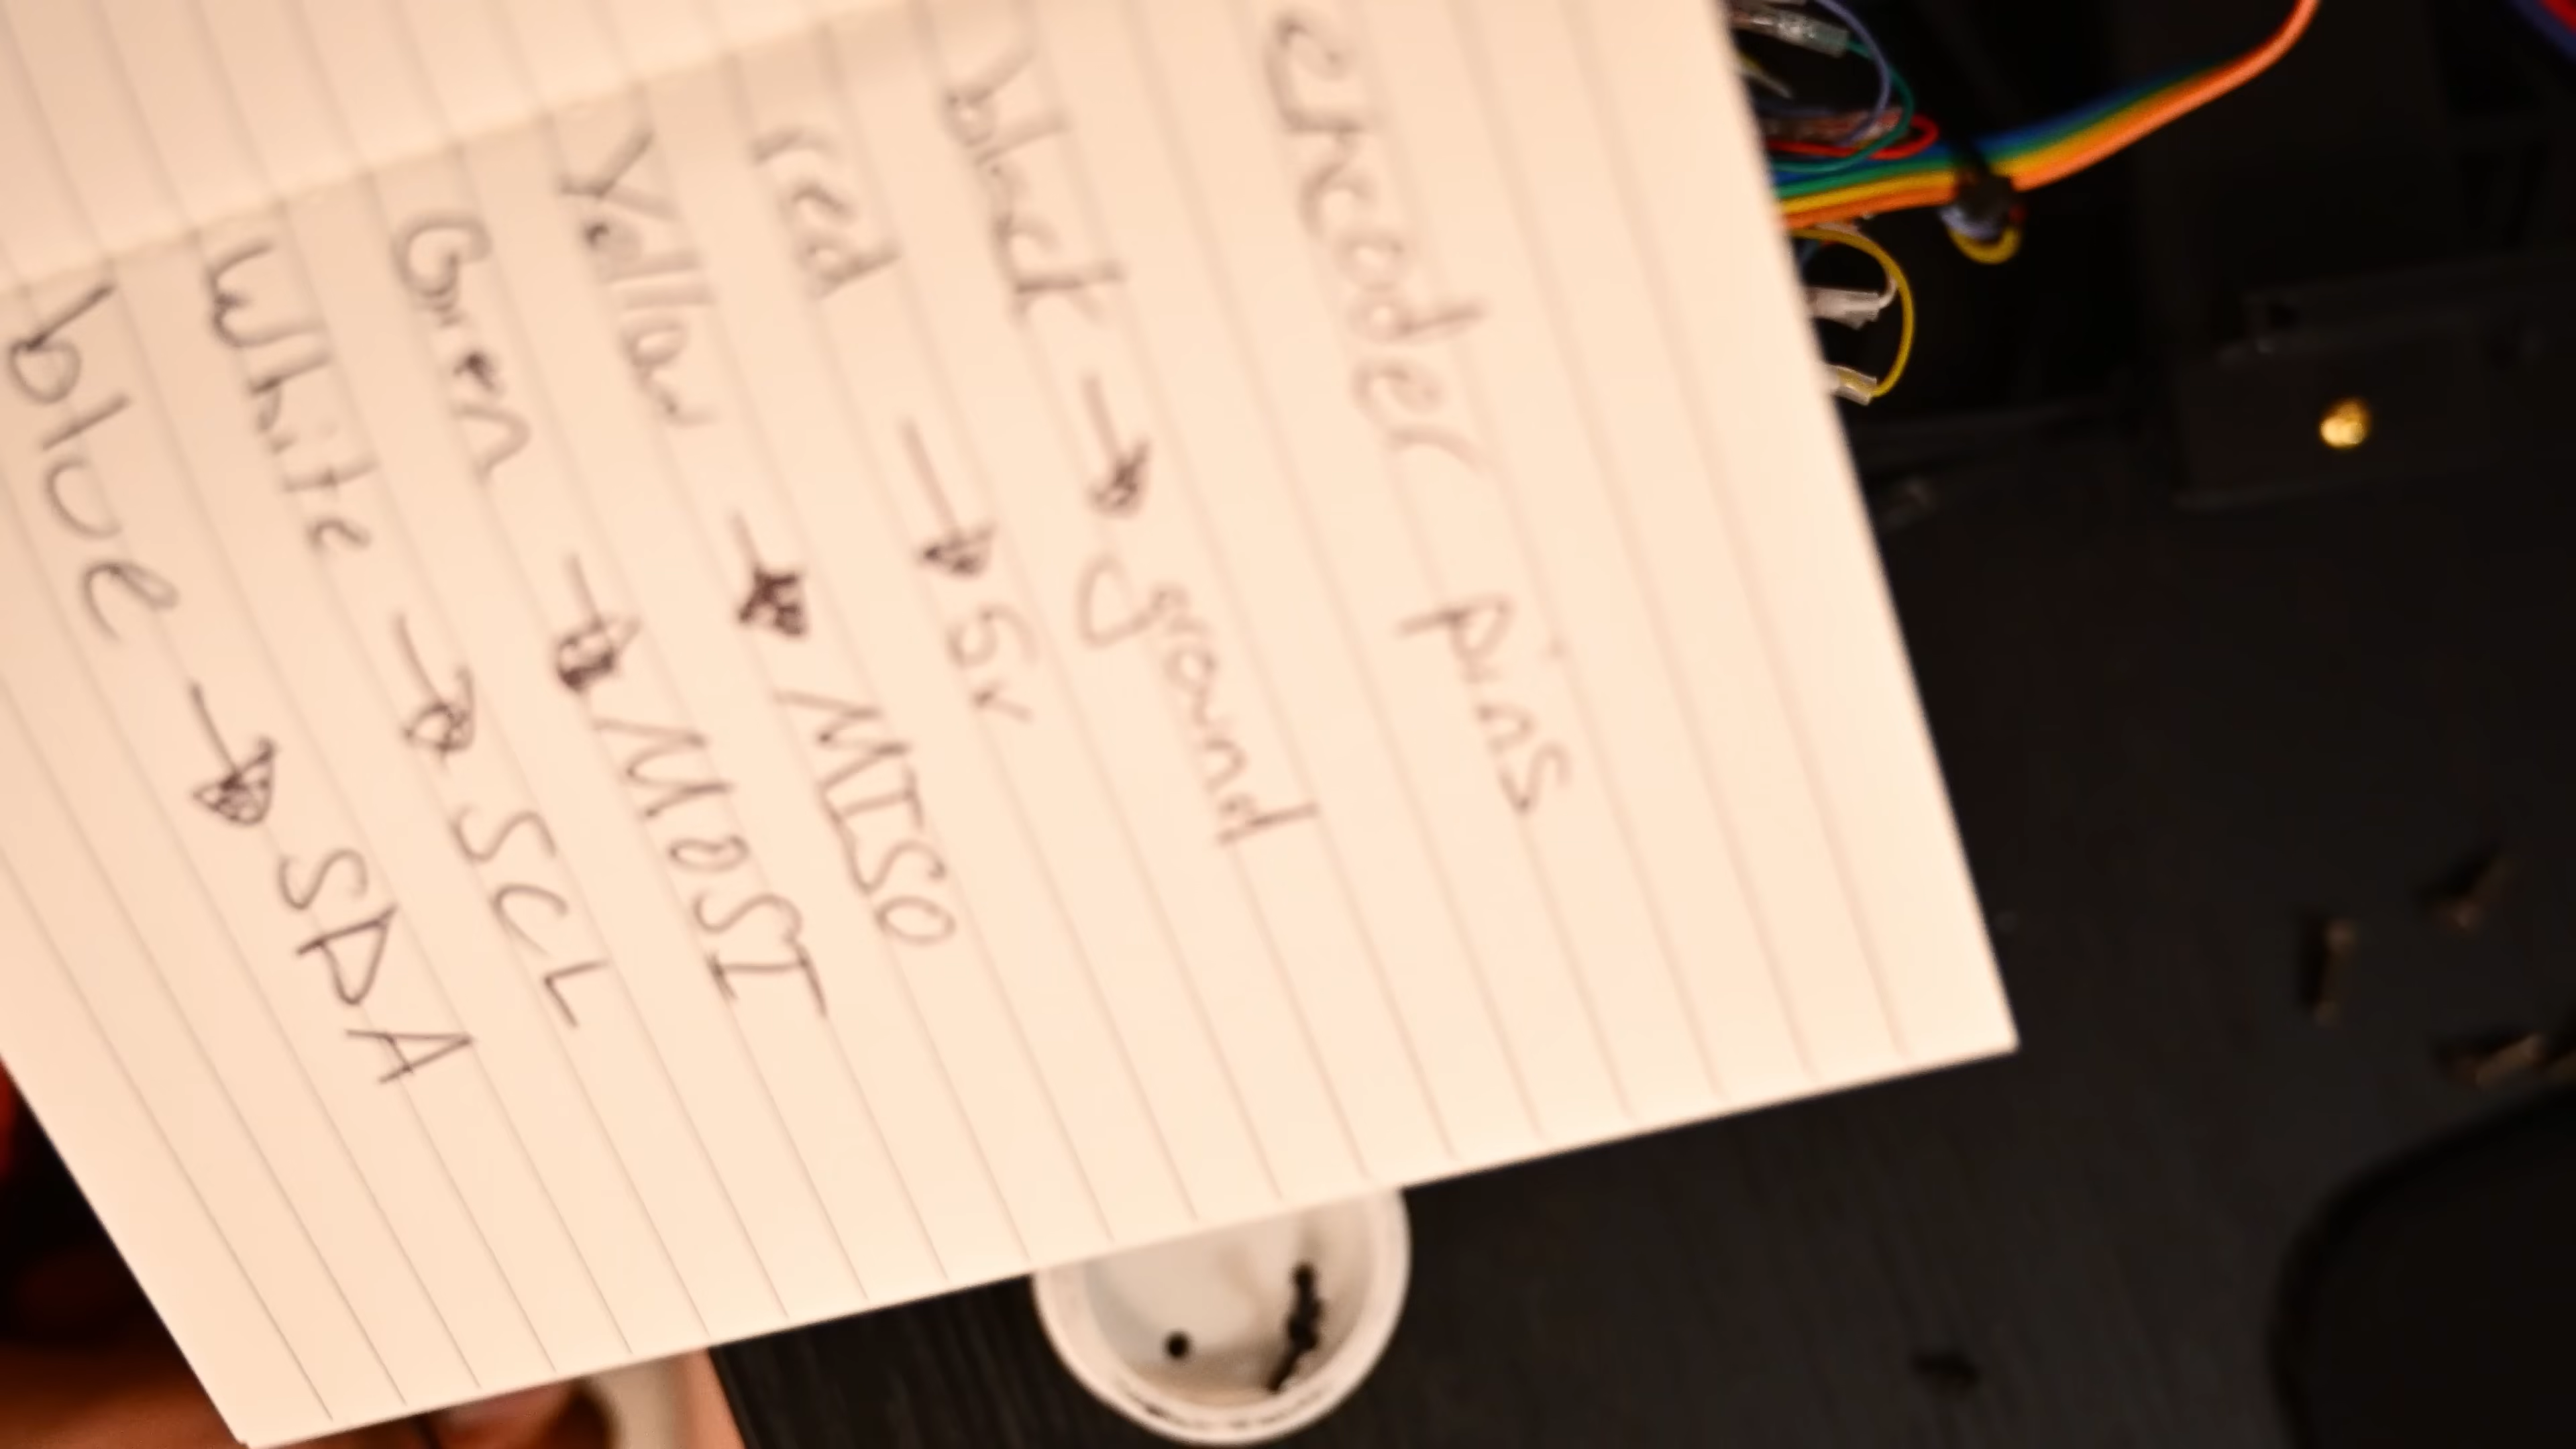 encoder pins
black → ground
red → 5v
Yellow → MISO
Green → MOSI
White → SCL
blue → SDA